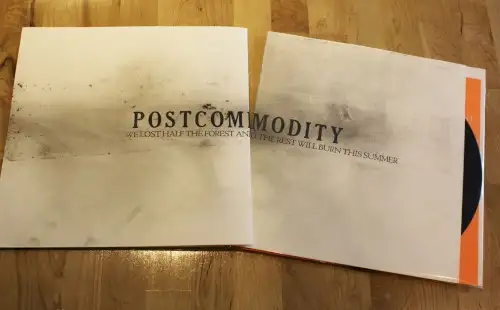 POSTCOMMODITY
WE LOST HALF THE FOREST AND THE REST WILL BURN THIS SUMMER